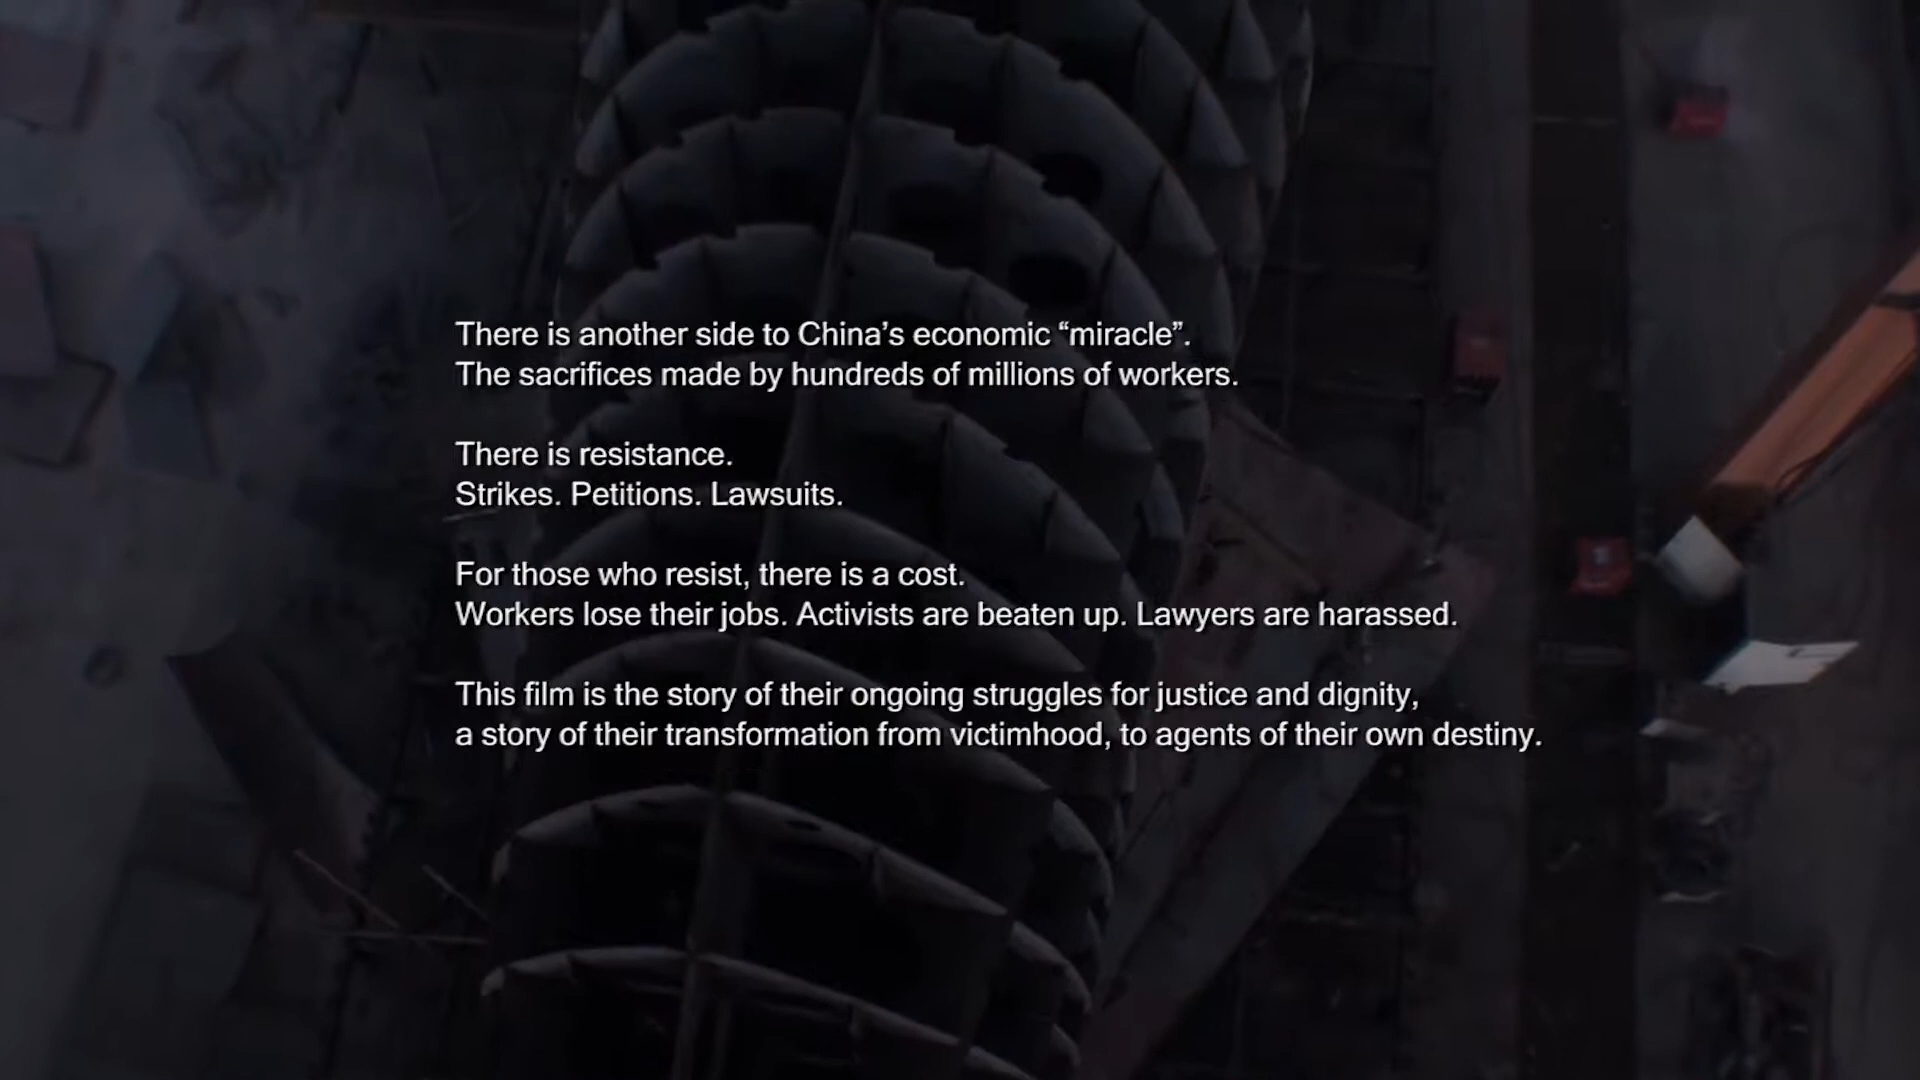 There is another side to China’s economic “miracle”.
The sacrifices made by hundreds of millions of workers.
There is resistance.
Strikes. Petitions. Lawsuits.
For those who resist, there is a cost.
Workers lose their jobs. Activists are beaten up. Lawyers are harassed.
This film is the story of their ongoing struggles for justice and dignity,
a story of their transformation from victimhood, to agents of their own destiny.